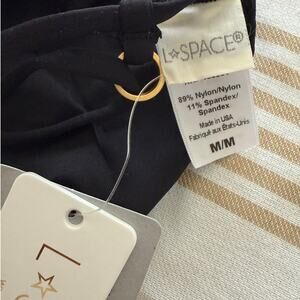 L☆SPACE®
89% Nylon/Nylon
11% Spandex/
Spandex
Made in USA
Fabriqué aux États-Unis
M/M
L
☆